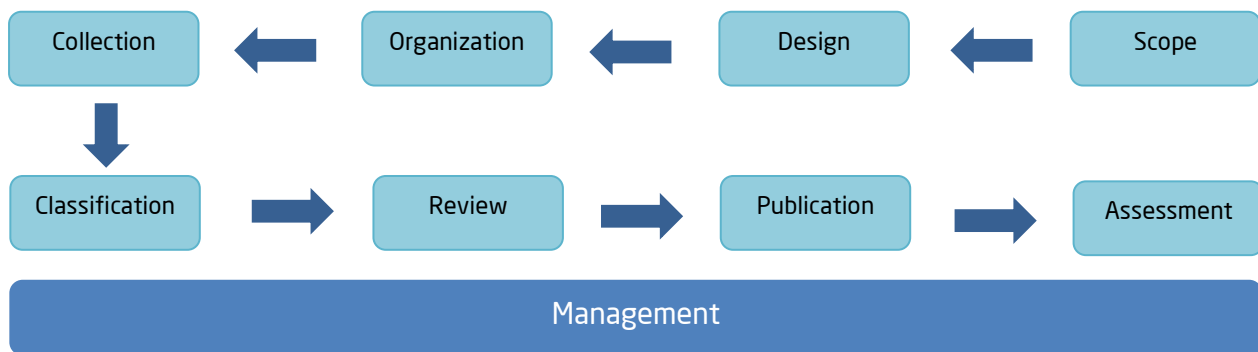 Collection
Organization
Design
Scope
Classification
Review
Publication
Assessment
Management